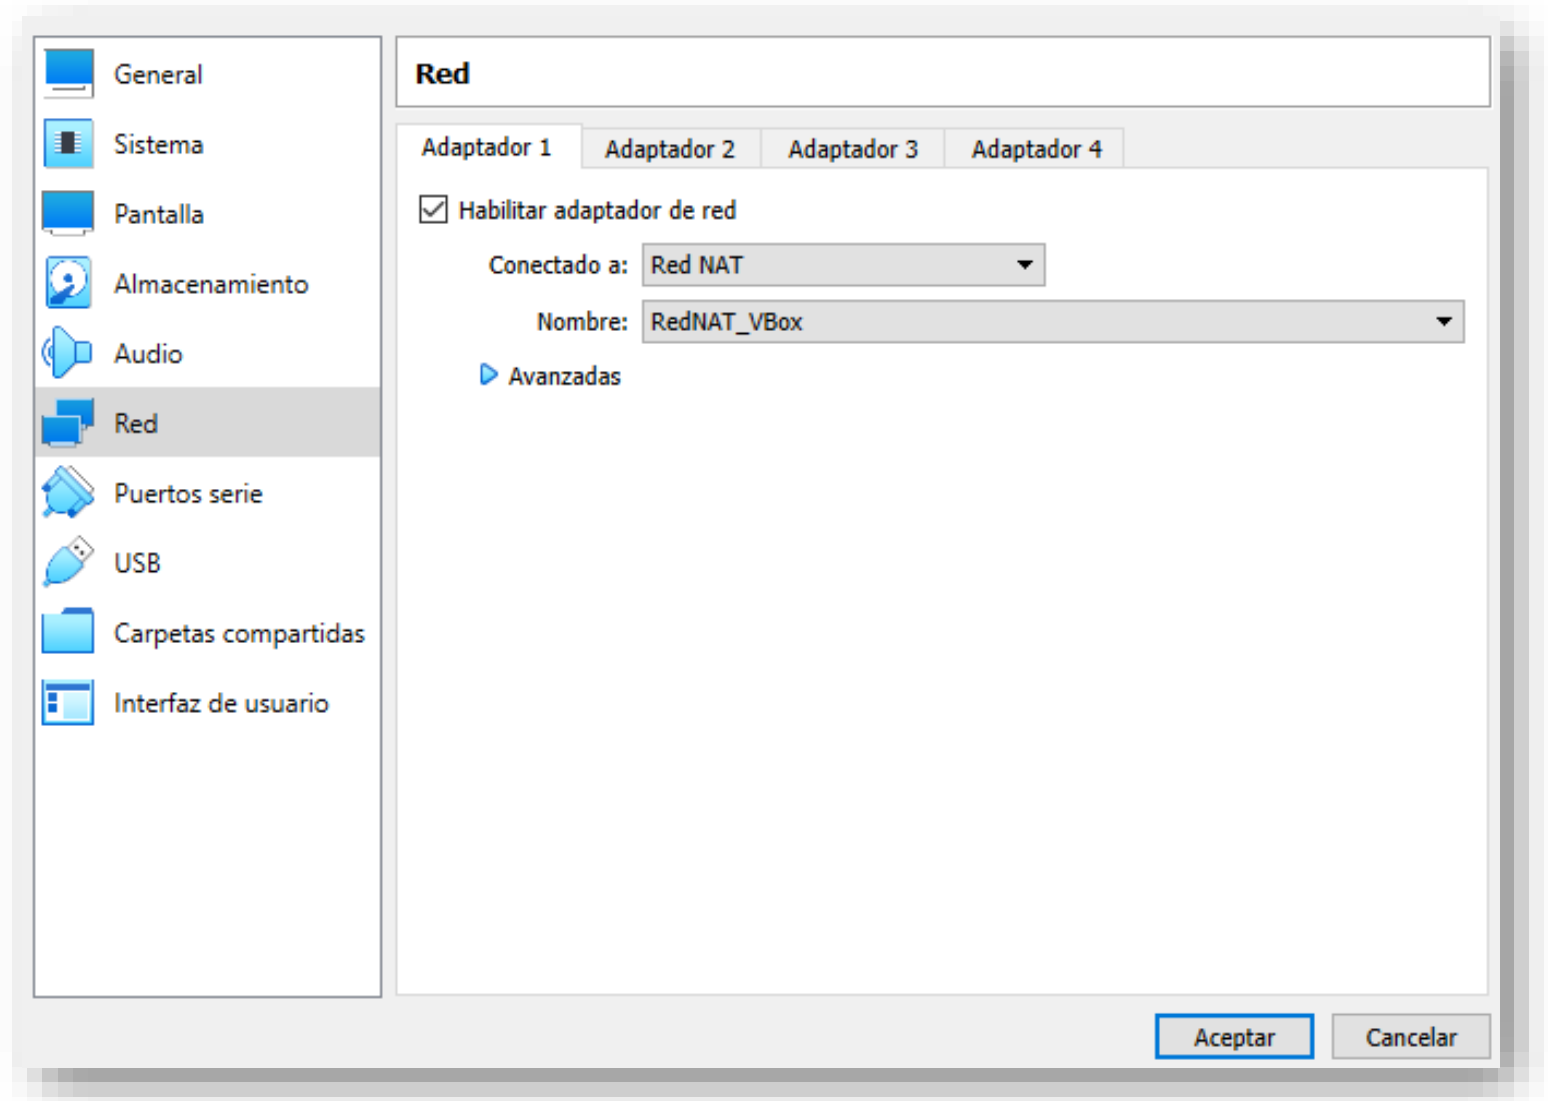 General
Sistema
Pantalla
Almacenamiento
Audio
Red
Puertos serie
USB
Carpetas compartidas
Interfaz de usuario
Red
Adaptador 1 Adaptador 2 Adaptador 3 Adaptador 4
Habilitar adaptador de red
Conectado a: Red NAT
Nombre: RedNAT_VBox
Avanzadas
Aceptar Cancelar